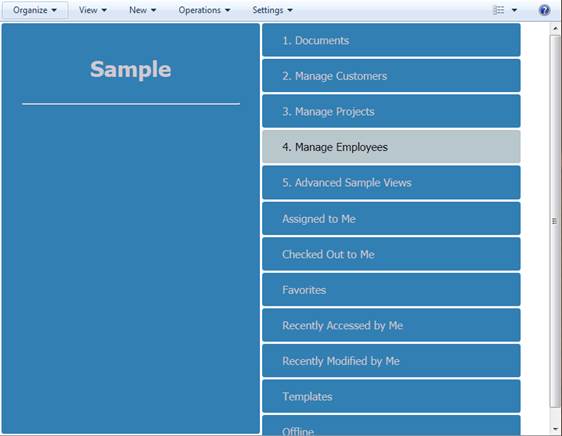 Organize View New Operations Settings
Sample
1. Documents
2. Manage Customers
3. Manage Projects
4. Manage Employees
5. Advanced Sample Views
Assigned to Me
Checked Out to Me
Favorites
Recently Accessed by Me
Recently Modified by Me
Templates
Offline